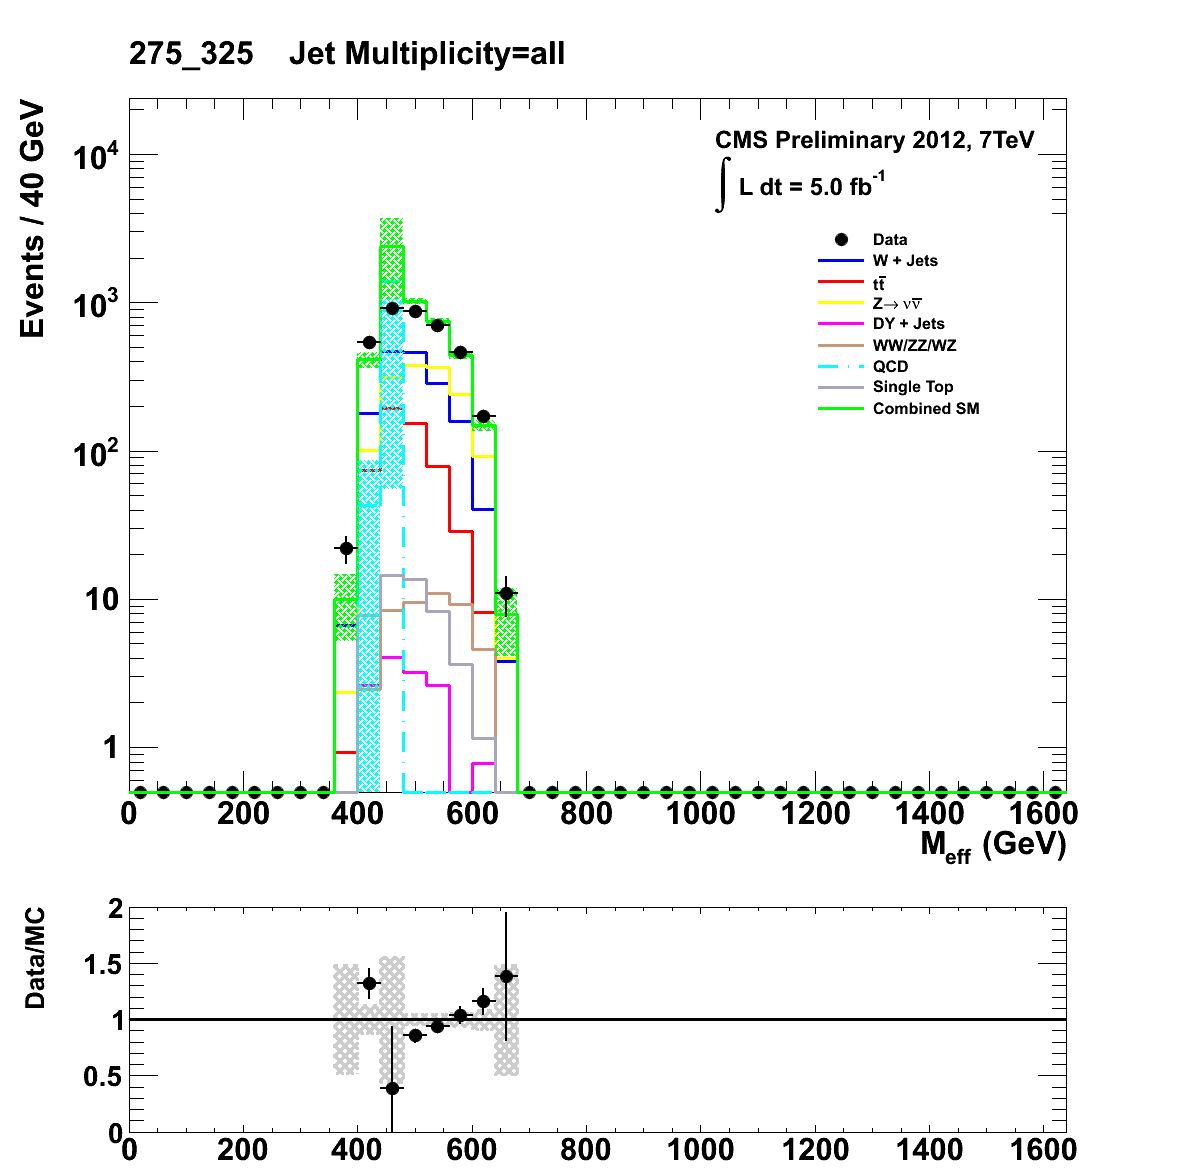 275_325 Jet Multiplicity=all
Events / 40 GeV
10⁴
10³
10²
10
1
CMS Preliminary 2012, 7TeV
∫ L dt = 5.0 fb⁻¹
Data
W + Jets
tt̅
Z→ νν̅
DY + Jets
WW/ZZ/WZ
QCD
Single Top
Combined SM
0 200 400 600 800 1000 1200 1400 1600
M_eff (GeV)
Data/MC
2
1.5
1
0.5
0
0 200 400 600 800 1000 1200 1400 1600